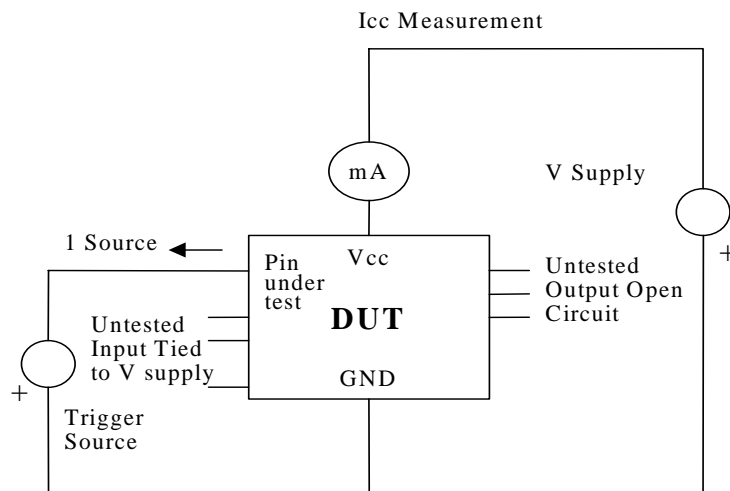 Icc Measurement
mA
V Supply
1 Source
Vcc
Pin
under
test
DUT
GND
Untested
Output Open
Circuit
Untested
Input Tied
to V supply
+
+
Trigger
Source